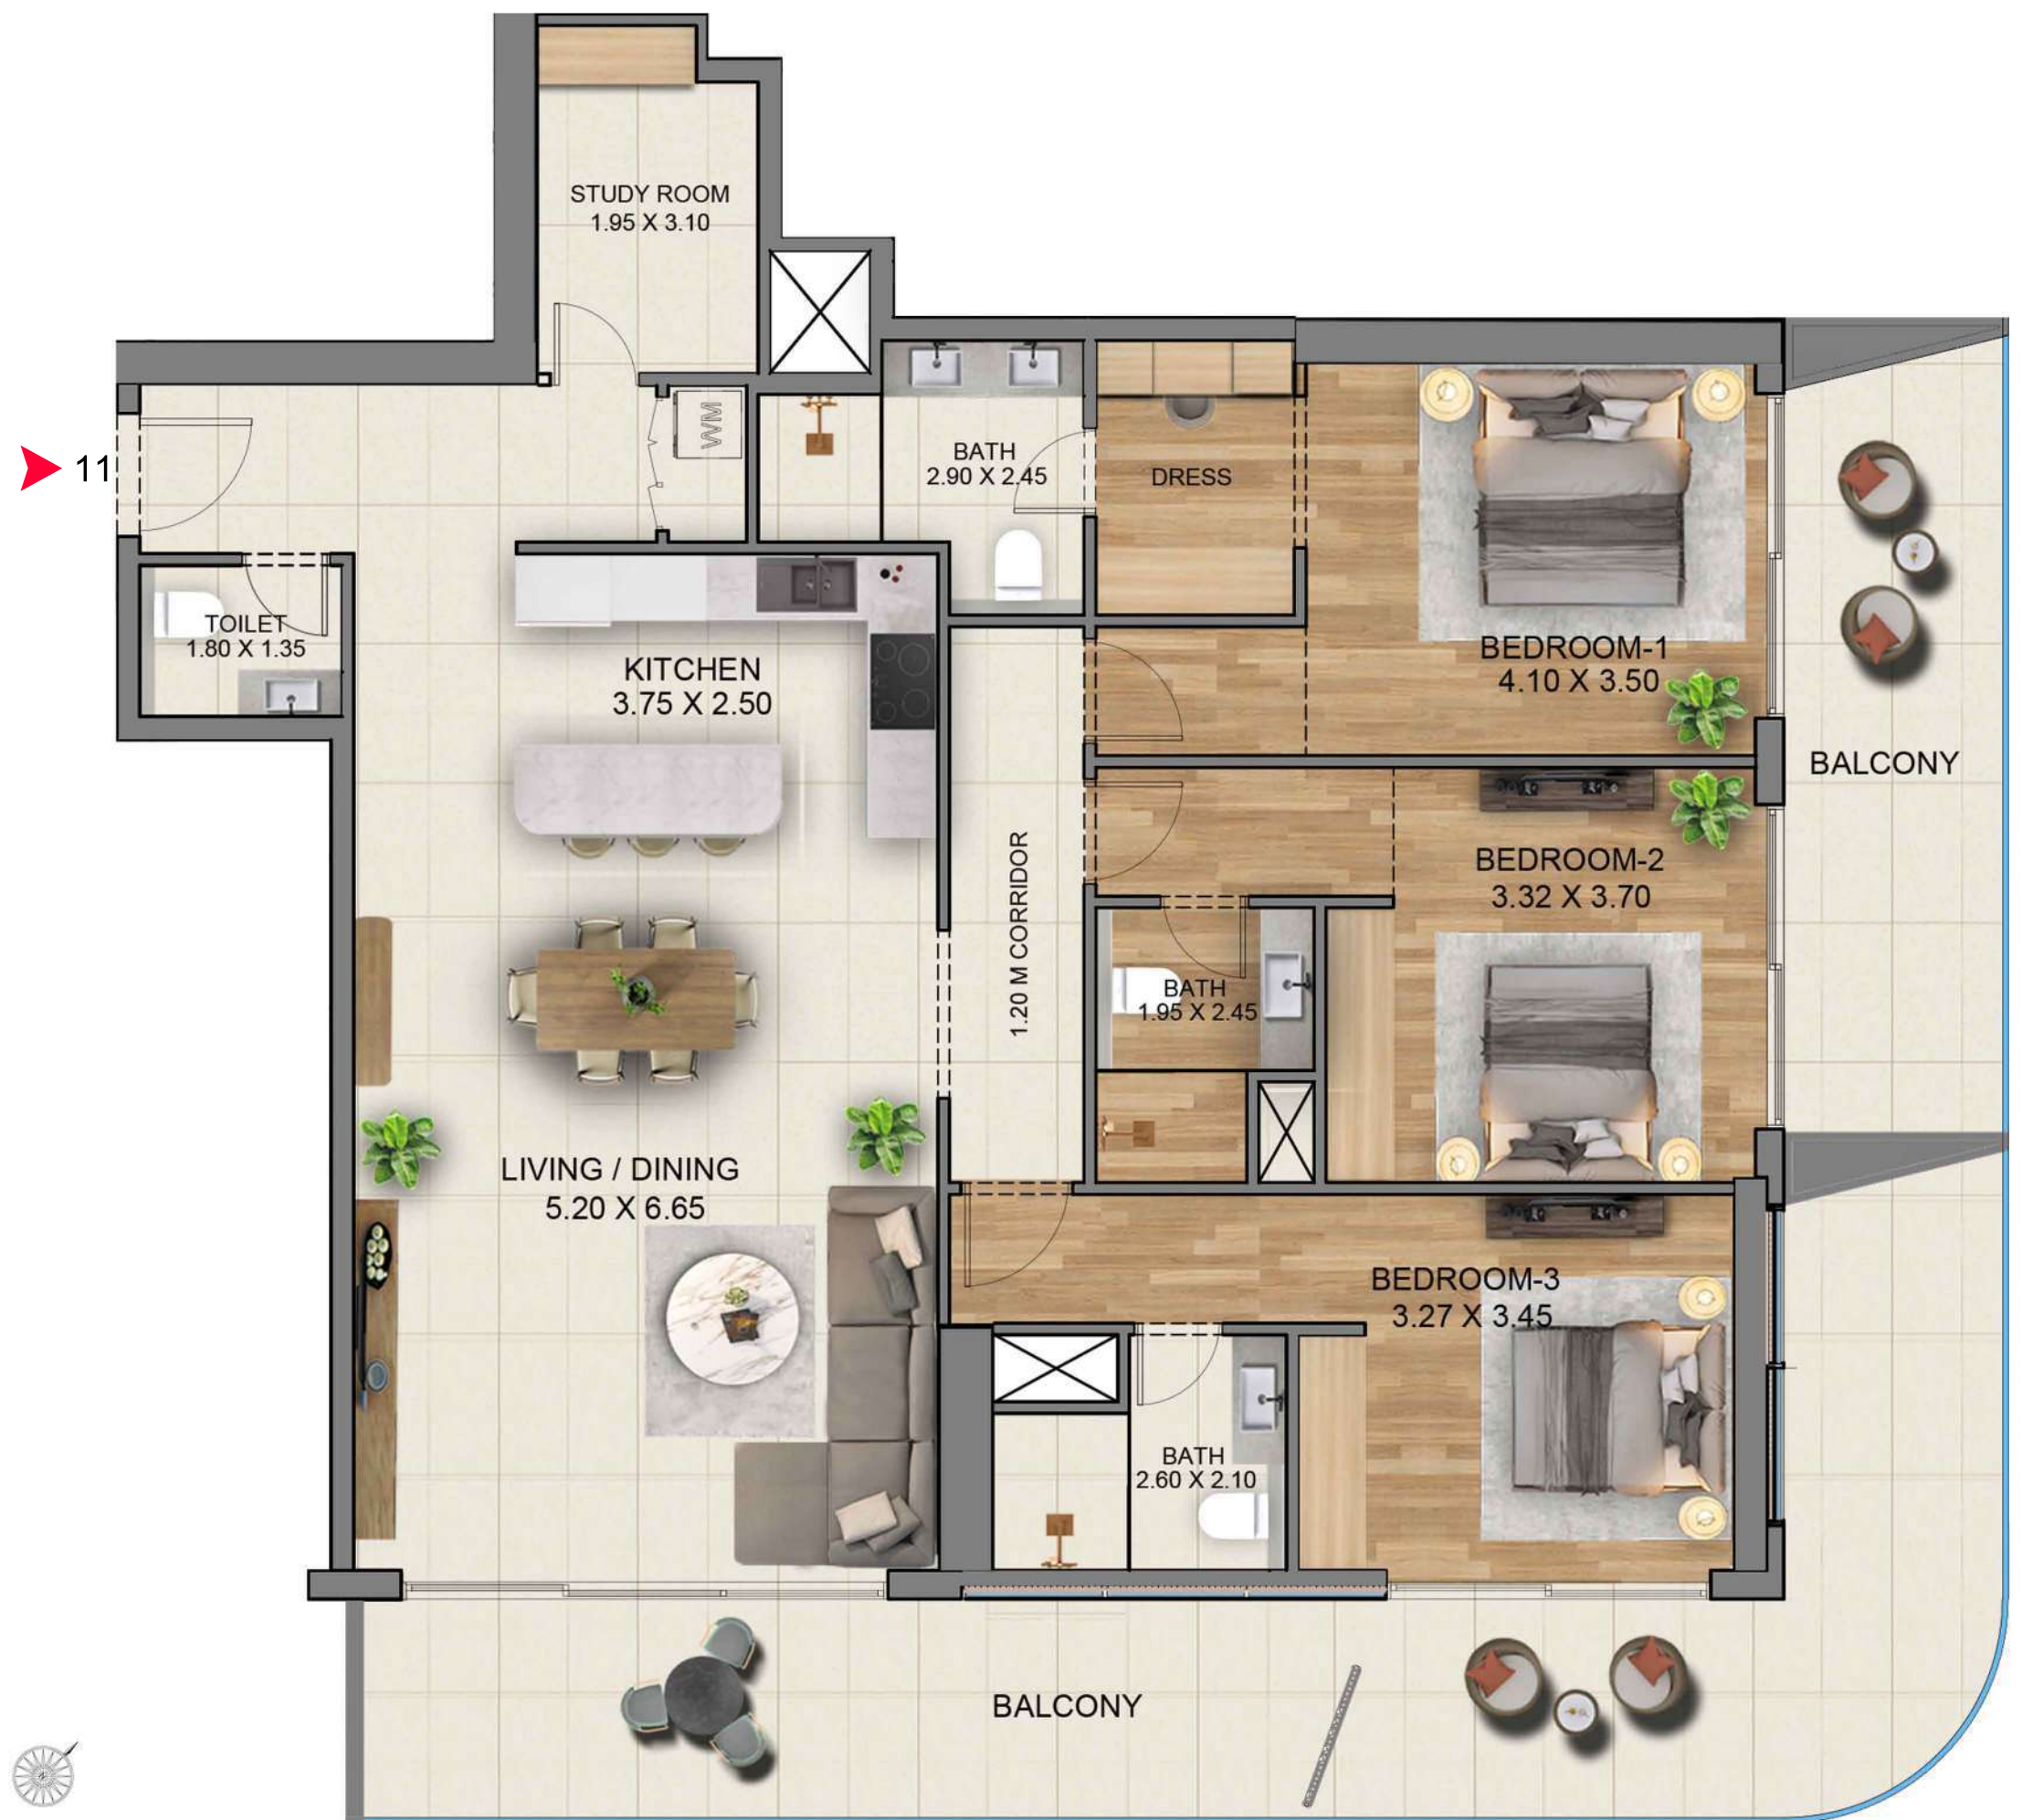 STUDY ROOM
1.95 X 3.10
11
WM
BATH
2.90 X 2.45
DRESS
TOILET
1.80 X 1.35
KITCHEN
3.75 X 2.50
BEDROOM-1
4.10 X 3.50
BALCONY
1.20 M CORRIDOR
BEDROOM-2
3.32 X 3.70
BATH
1.95 X 2.45
LIVING / DINING
5.20 X 6.65
BEDROOM-3
3.27 X 3.45
BATH
2.60 X 2.10
BALCONY